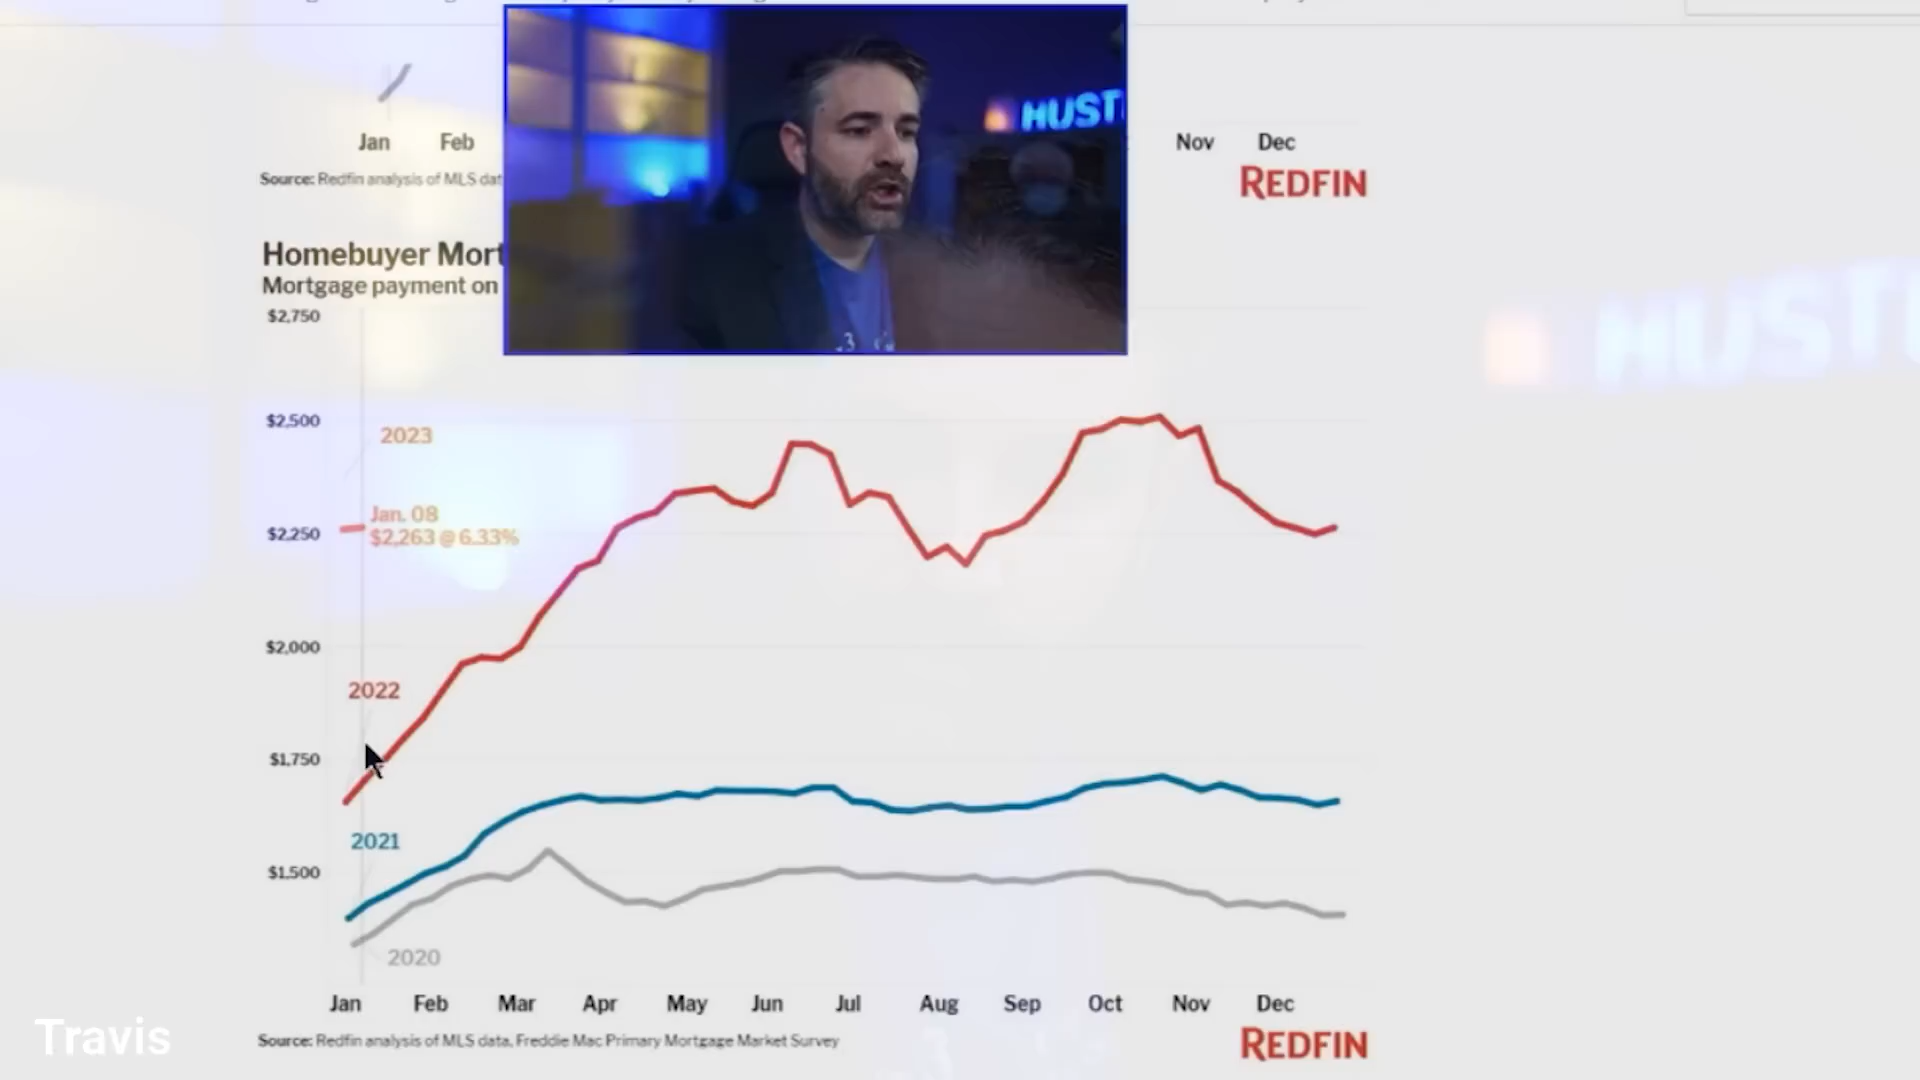 Jan Feb Nov Dec
Source: Redfin analysis of MLS dat
REDFIN
HUST
Homebuyer Mort
Mortgage payment on
$2,750
HUST
$2,500
2023
Jan. 08
$2,263 @ 6.33%
$2,250
$2,000
2022
$1,750
2021
$1,500
2020
Jan Feb Mar Apr May Jun Jul Aug Sep Oct Nov Dec
Source: Redfin analysis of MLS data, Freddie Mac Primary Mortgage Market Survey
REDFIN
Travis